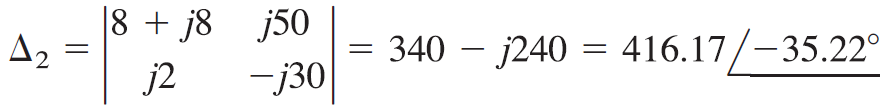 Δ₂ = |8 + j8 j50; j2 −j30| = 340 − j240 = 416.17/−35.22°